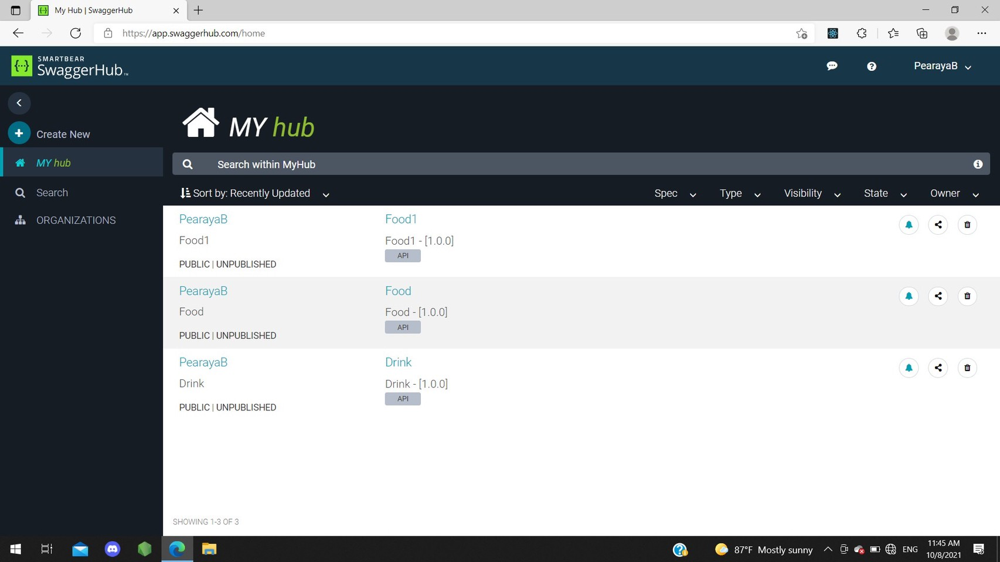 My Hub | SwaggerHub
https://app.swaggerhub.com/home
SMARTBEAR
SwaggerHub™
PearayaB
MY hub
Create New
MY hub
Search within MyHub
Search
Sort by: Recently Updated
Spec
Type
Visibility
State
Owner
ORGANIZATIONS
PearayaB
Food1
Food1
Food1 - [1.0.0]
API
PUBLIC | UNPUBLISHED
PearayaB
Food
Food
Food - [1.0.0]
API
PUBLIC | UNPUBLISHED
PearayaB
Drink
Drink
Drink - [1.0.0]
API
PUBLIC | UNPUBLISHED
SHOWING 1-3 OF 3
87°F Mostly sunny
ENG
11:45 AM
10/8/2021